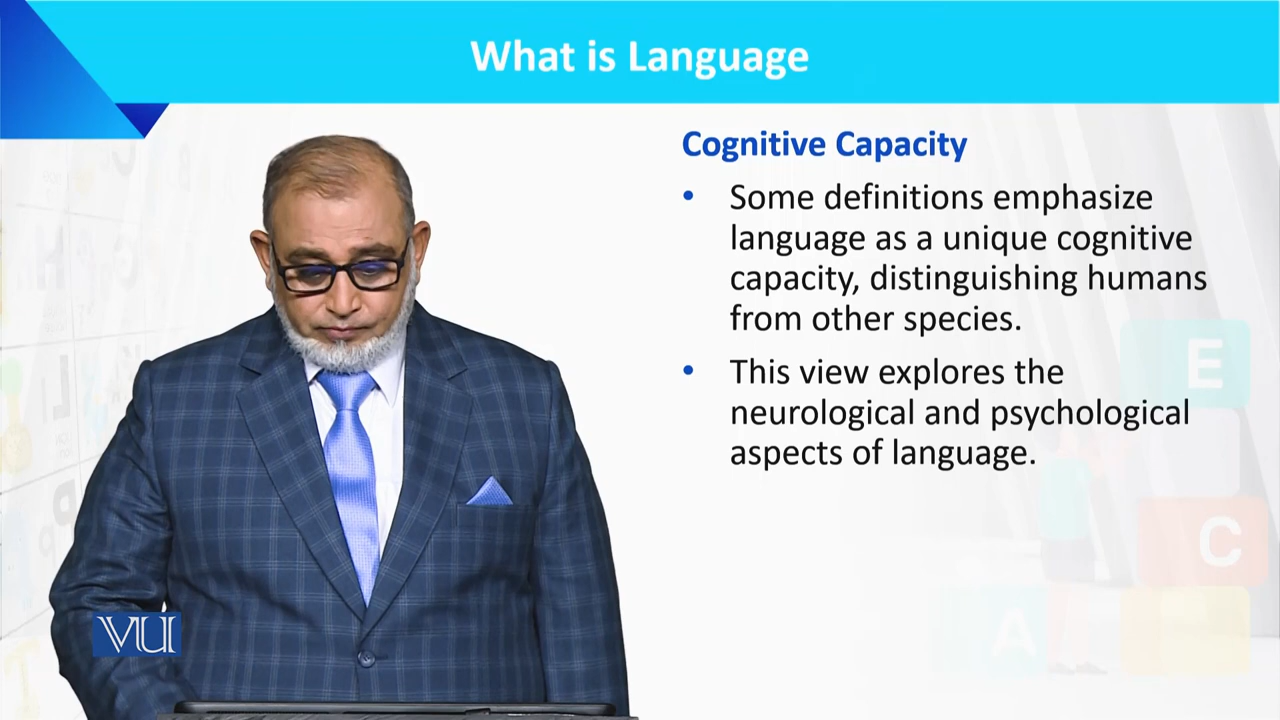 What is Language
Cognitive Capacity
• Some definitions emphasize
language as a unique cognitive
capacity, distinguishing humans
from other species.
• This view explores the
neurological and psychological
aspects of language.
E
C
A
VU